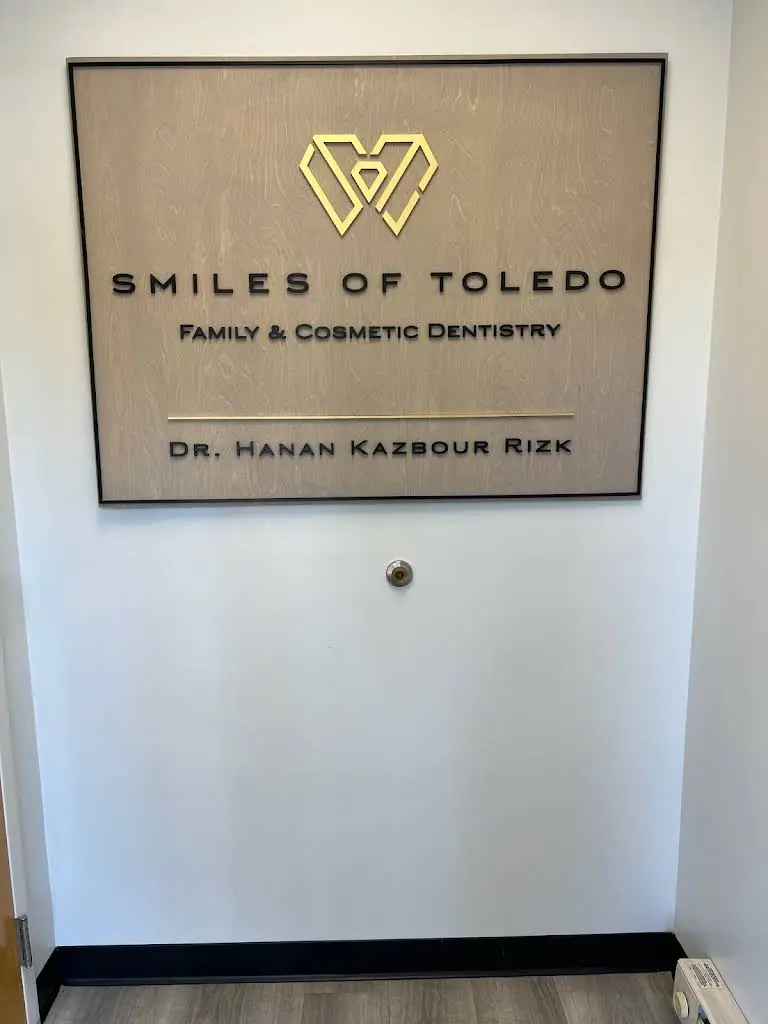 SMILES OF TOLEDO
FAMILY & COSMETIC DENTISTRY
DR. HANAN KAZBOUR RIZK